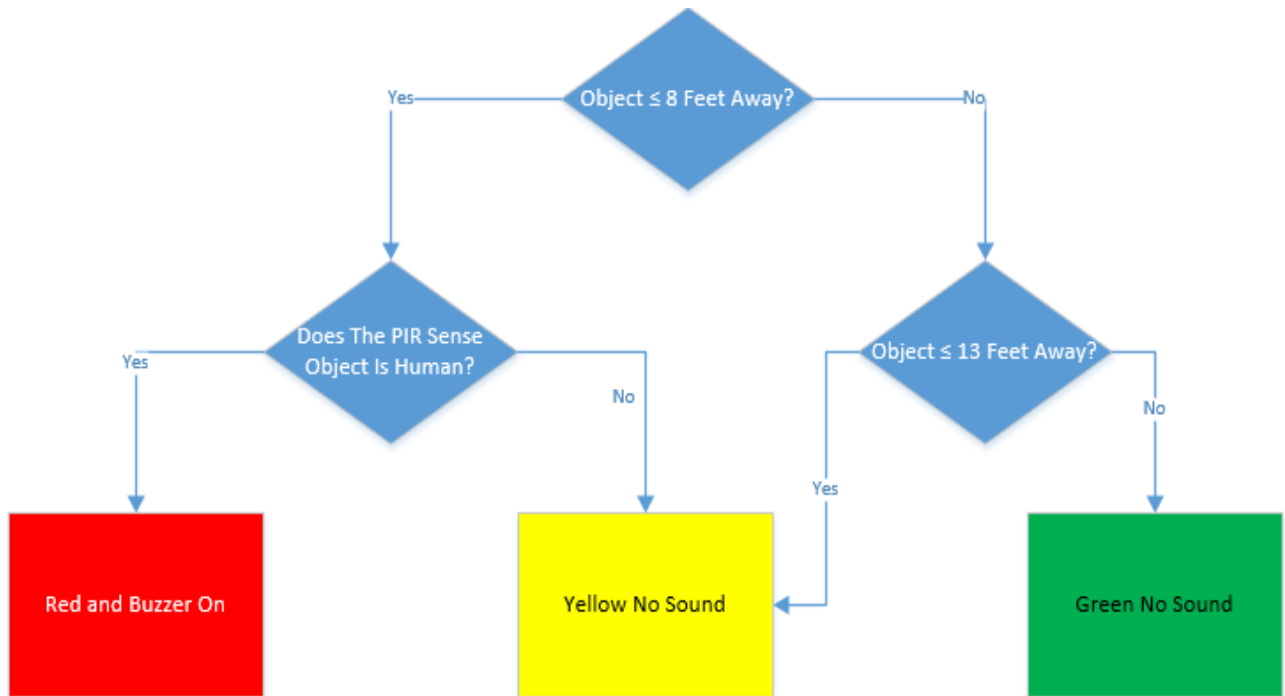 Object ≤ 8 Feet Away?
Yes
No
Does The PIR Sense
Object Is Human?
Object ≤ 13 Feet Away?
Yes
No
Yes
No
Red and Buzzer On
Yellow No Sound
Green No Sound